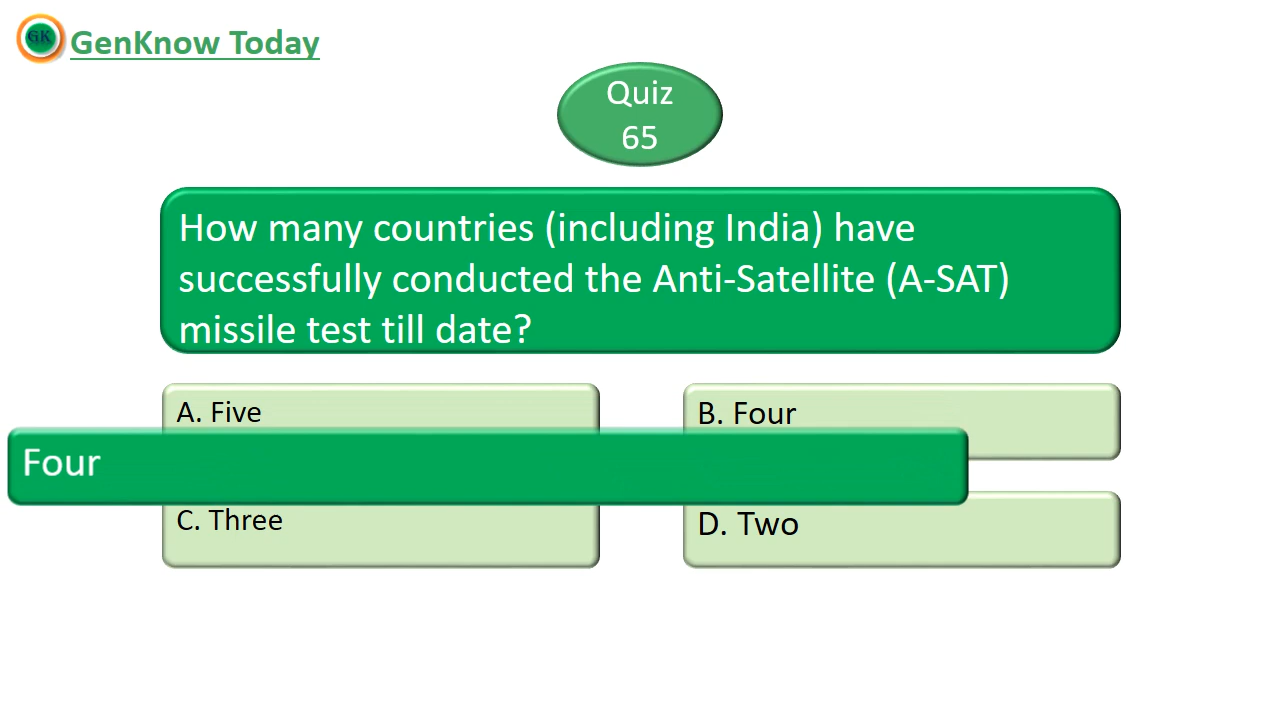 GK
GenKnow Today
Quiz
65
How many countries (including India) have
successfully conducted the Anti-Satellite (A-SAT)
missile test till date?
A. Five
B. Four
Four
C. Three
D. Two